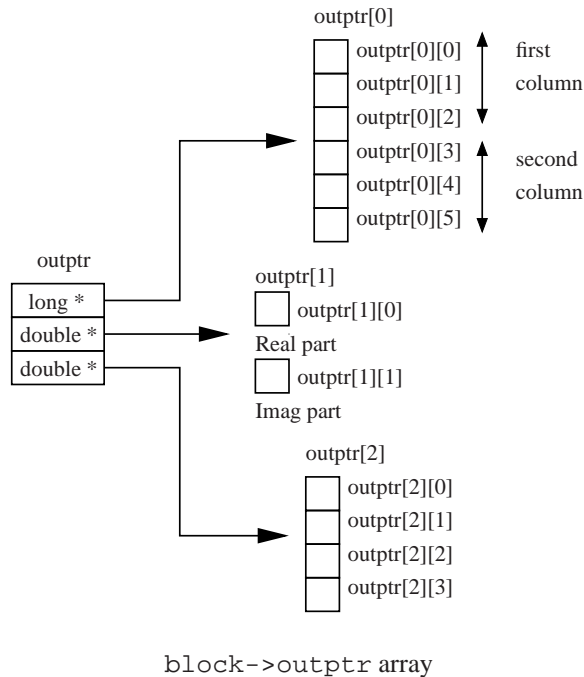 outptr[0]
outptr[0][0]
outptr[0][1]
outptr[0][2]
first
column
outptr[0][3]
outptr[0][4]
outptr[0][5]
second
column
outptr
long *
double *
double *
outptr[1]
outptr[1][0]
Real part
outptr[1][1]
Imag part
outptr[2]
outptr[2][0]
outptr[2][1]
outptr[2][2]
outptr[2][3]
block->outptr array